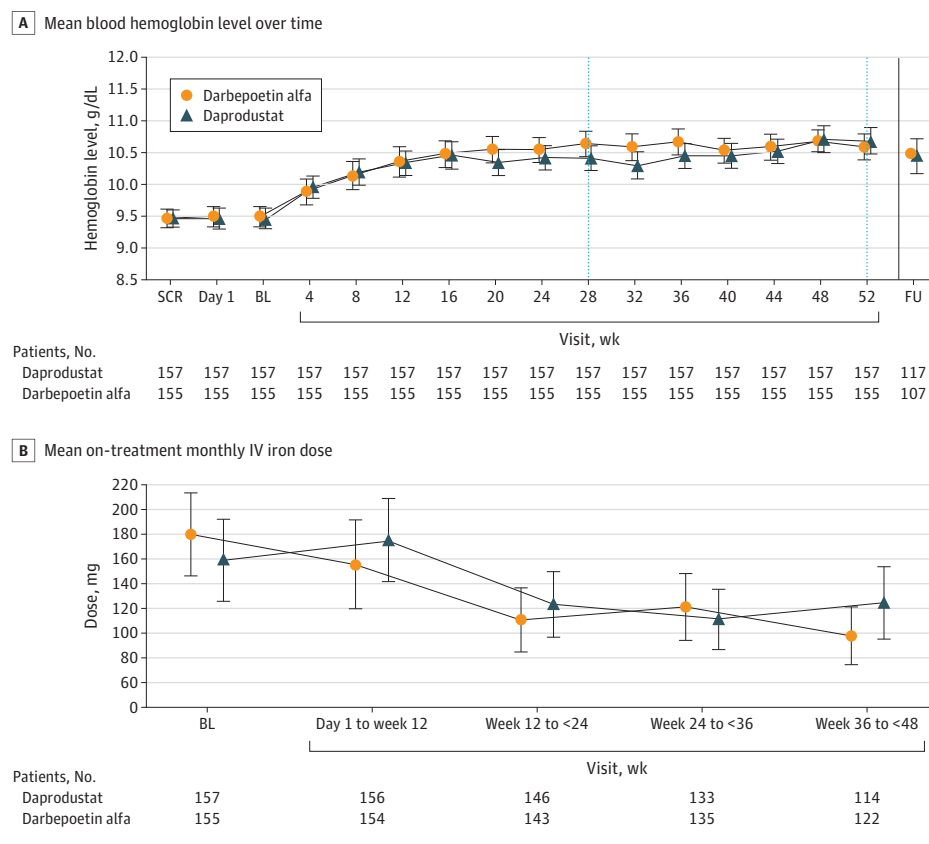 A Mean blood hemoglobin level over time
12.0
11.5
11.0
10.5
10.0
9.5
9.0
8.5
Hemoglobin level, g/dL
Darbepoetin alfa
Daprodustat
SCR Day 1 BL 4 8 12 16 20 24 28 32 36 40 44 48 52 FU
Visit, wk
Patients, No.
Daprodustat 157 157 157 157 157 157 157 157 157 157 157 157 157 157 157 157 117
Darbepoetin alfa 155 155 155 155 155 155 155 155 155 155 155 155 155 155 155 155 107
B Mean on-treatment monthly IV iron dose
220
200
180
160
140
120
100
80
60
0
Dose, mg
BL Day 1 to week 12 Week 12 to <24 Week 24 to <36 Week 36 to <48
Visit, wk
Patients, No.
Daprodustat 157 156 146 133 114
Darbepoetin alfa 155 154 143 135 122